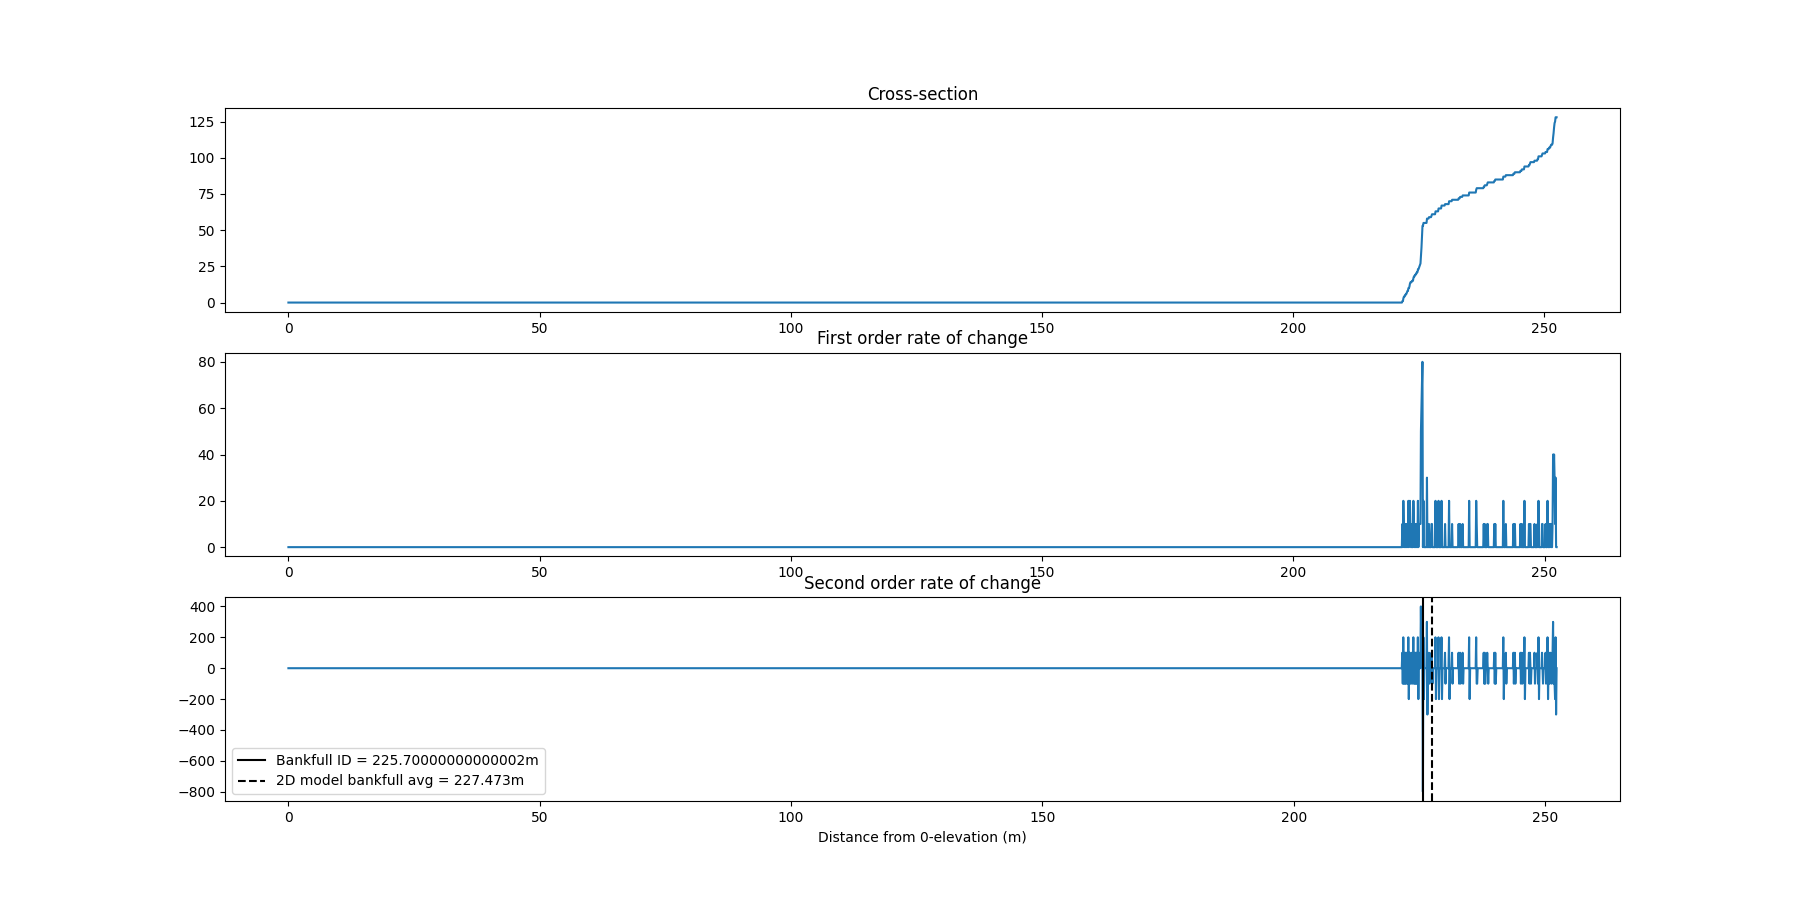 Cross-section
125
100
75
50
25
0
0 50 100 150 200 250
First order rate of change
80
60
40
20
0
0 50 100 150 200 250
Second order rate of change
400
200
0
−200
−400
−600
−800
Bankfull ID = 225.70000000000002m
2D model bankfull avg = 227.473m
0 50 100 150 200 250
Distance from 0-elevation (m)